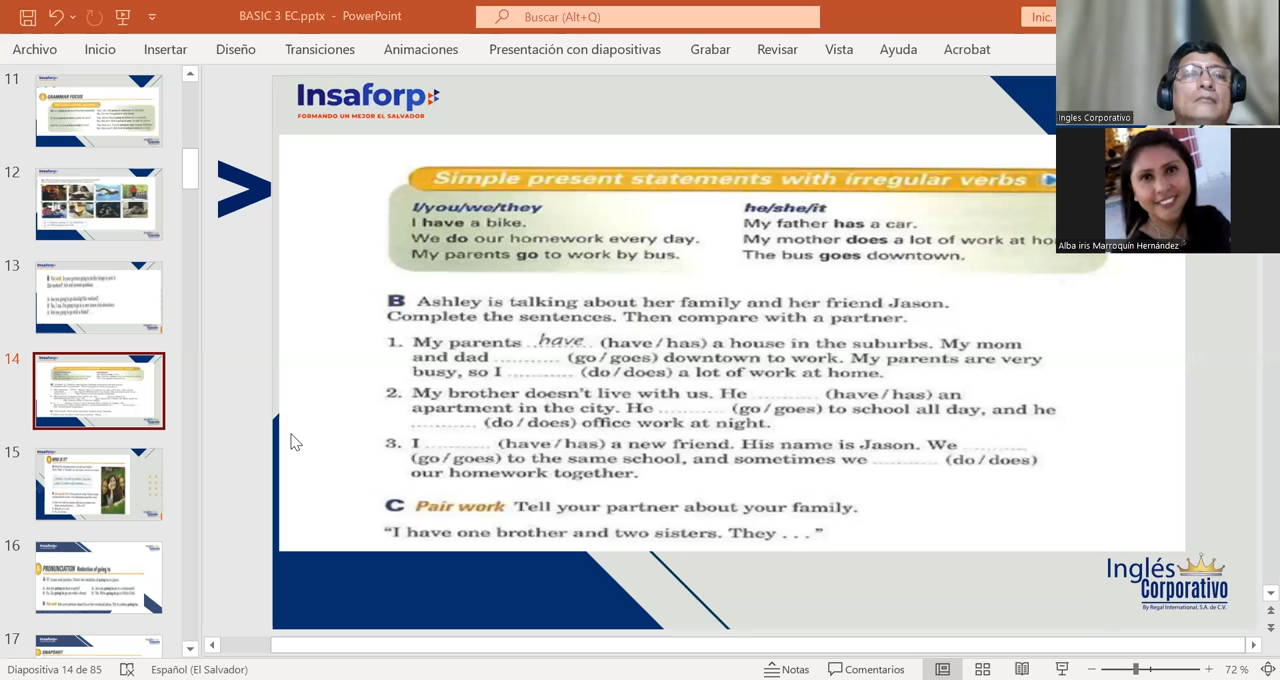 BASIC 3 EC.pptx - PowerPoint
Buscar (Alt+Q)
Inic.
Archivo Inicio Insertar Diseño Transiciones Animaciones Presentación con diapositivas Grabar Revisar Vista Ayuda Acrobat
Ingles Corporativo
Alba iris Marroquín Hernández
11
GRAMMAR FOCUS
12
13
14
15
WHO IS IT?
16
PRONUNCIATION Reduction of going to
17
SNAPSHOT
Insaforp
FORMANDO UN MEJOR EL SALVADOR
Simple present statements with irregular verbs
I/you/we/they
I have a bike.
We do our homework every day.
My parents go to work by bus.
he/she/it
My father has a car.
My mother does a lot of work at ho
The bus goes downtown.
B Ashley is talking about her family and her friend Jason.
Complete the sentences. Then compare with a partner.
1. My parents ..have.. (have / has) a house in the suburbs. My mom
and dad .......... (go / goes) downtown to work. My parents are very
busy, so I .......... (do / does) a lot of work at home.
2. My brother doesn't live with us. He .......... (have / has) an
apartment in the city. He .......... (go / goes) to school all day, and he
.......... (do / does) office work at night.
3. I .......... (have / has) a new friend. His name is Jason. We ..........
(go / goes) to the same school, and sometimes we .......... (do / does)
our homework together.
C Pair work Tell your partner about your family.
"I have one brother and two sisters. They . . . "
Inglés
Corporativo
By Regal International, S.A. de C.V.
Diapositiva 14 de 85 Español (El Salvador) Notas Comentarios 72 %